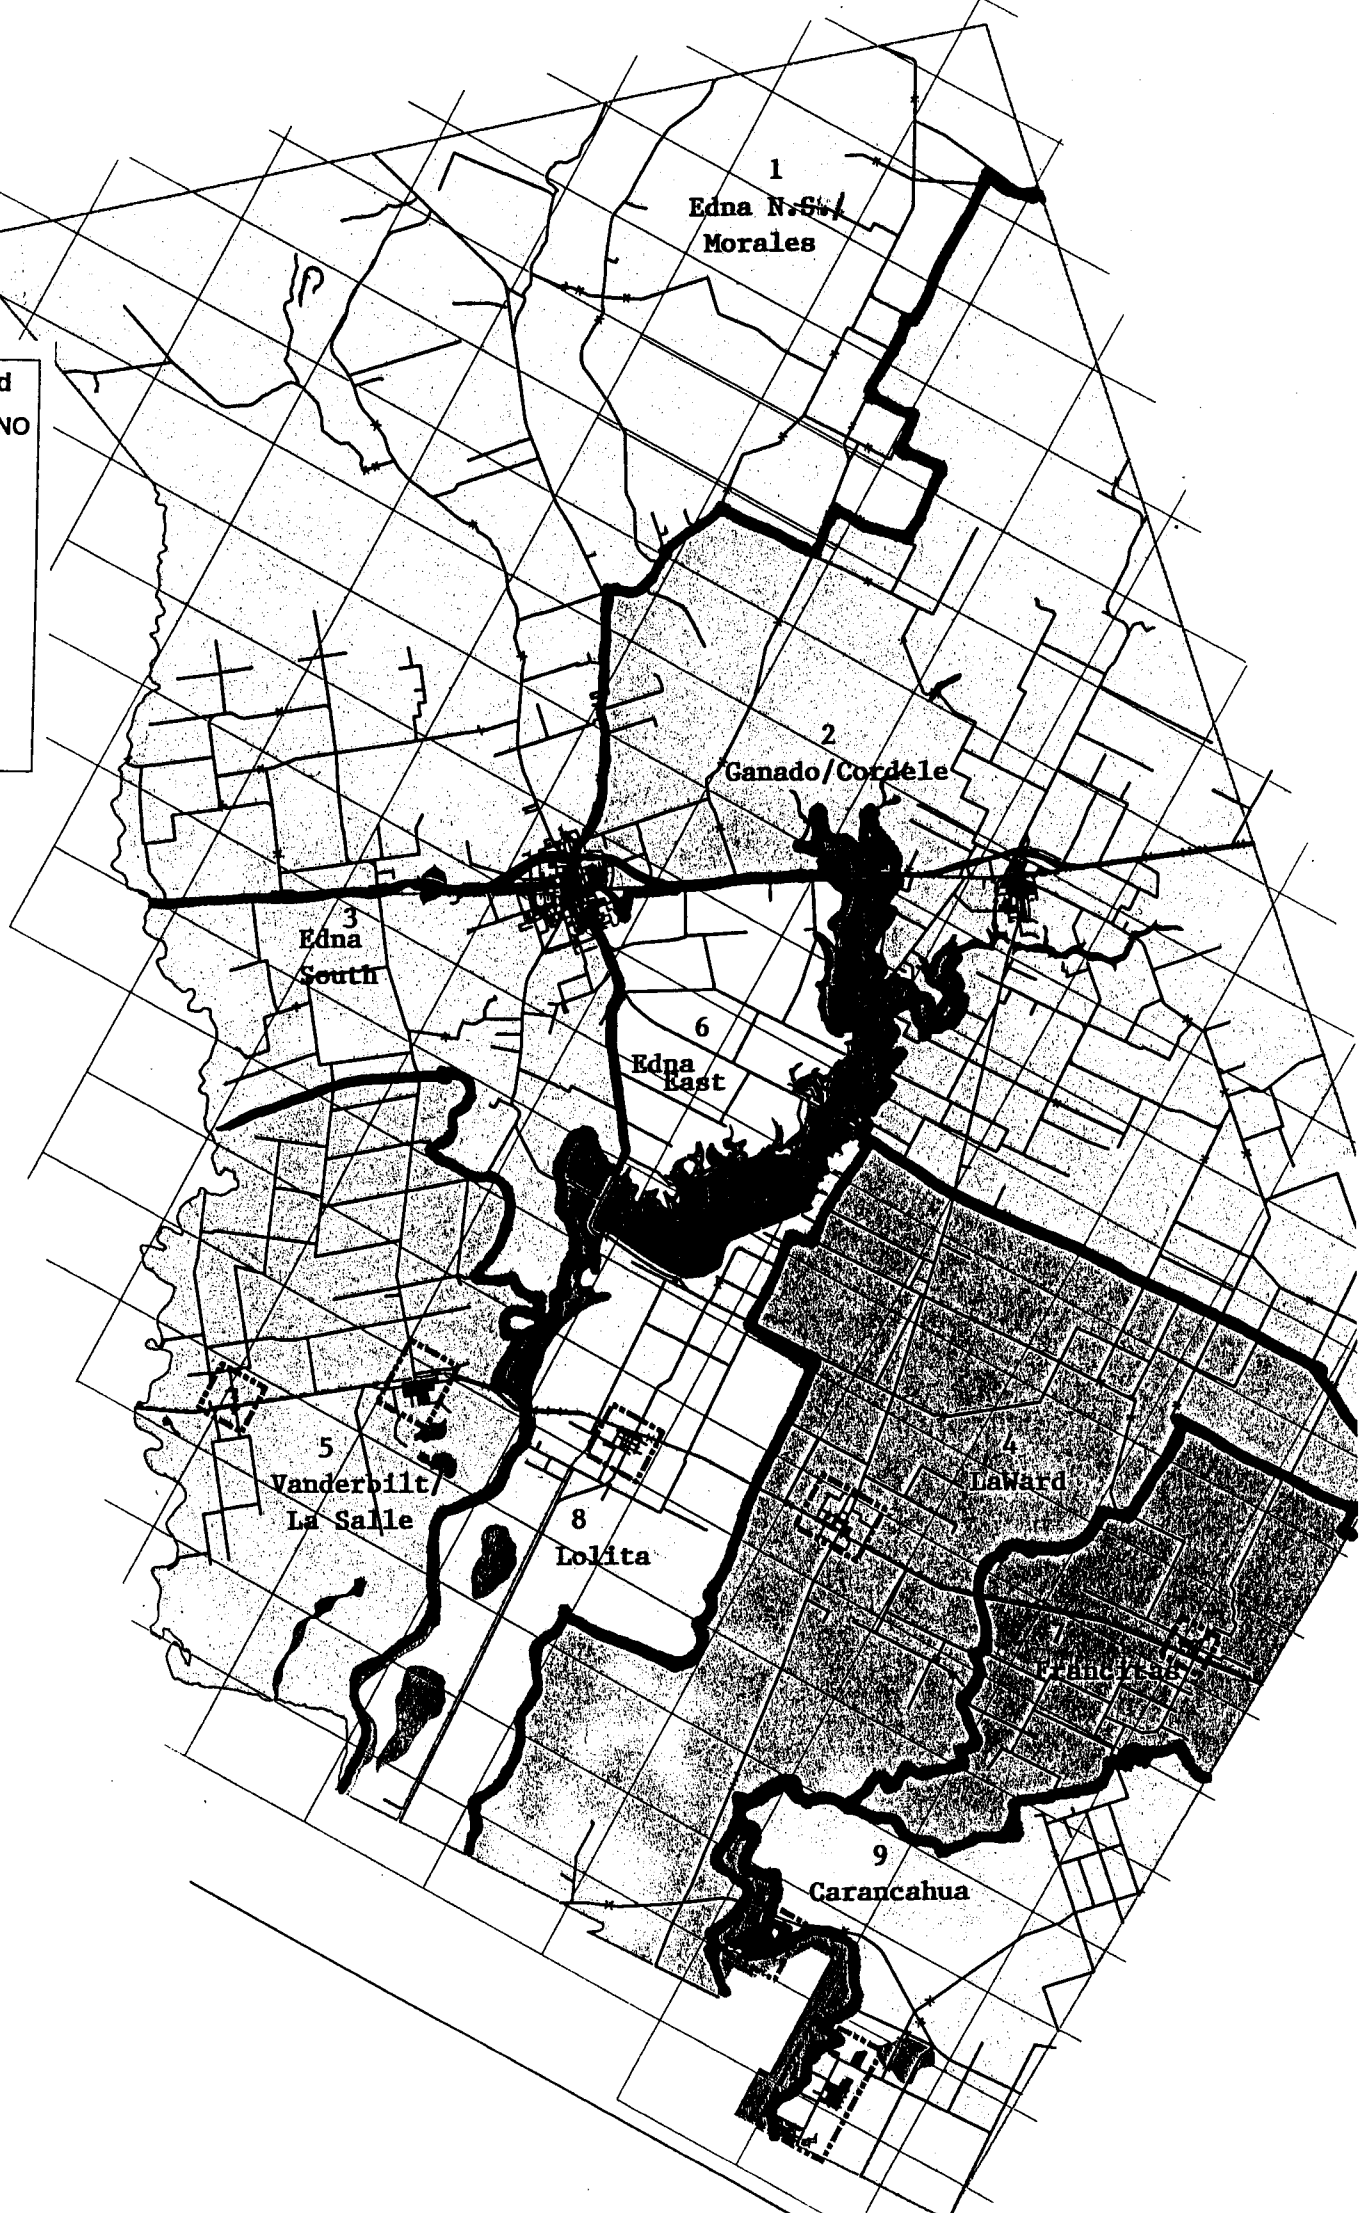 1
Edna N.S./
Morales
d
NO
2
Ganado/Cordele
3
Edna
South
6
Edna
East
4
LaWard
5
Vanderbilt/
La Salle
8
Lolita
7
Francitas
9
Carancahua